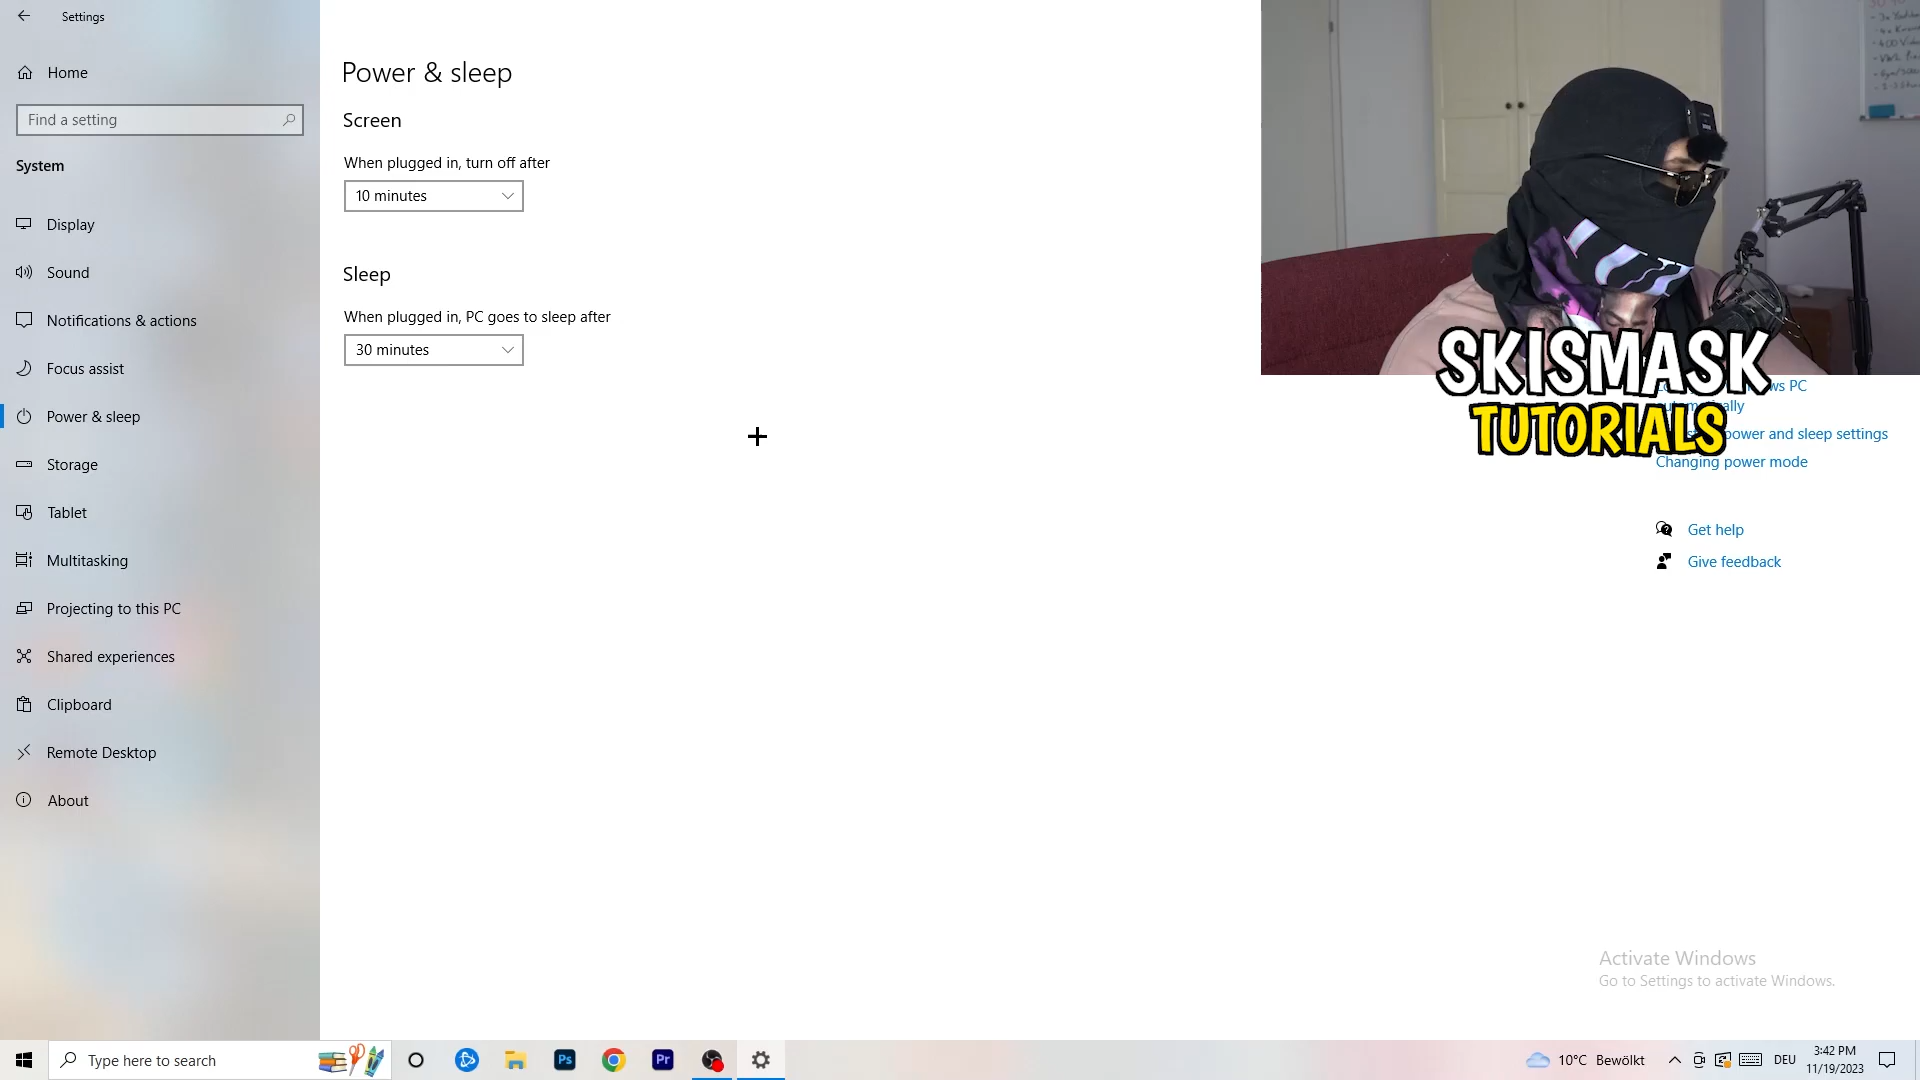 Settings
Home
Find a setting
System
Display
Sound
Notifications & actions
Focus assist
Power & sleep
Storage
Tablet
Multitasking
Projecting to this PC
Shared experiences
Clipboard
Remote Desktop
About
Power & sleep
Screen
When plugged in, turn off after
10 minutes
Sleep
When plugged in, PC goes to sleep after
30 minutes
SKISMASK
TUTORIALS
PC
power and sleep settings
Changing power mode
Get help
Give feedback
Activate Windows
Go to Settings to activate Windows.
Type here to search
Ps
Pr
10°C Bewölkt
DEU
3:42 PM
11/19/2023